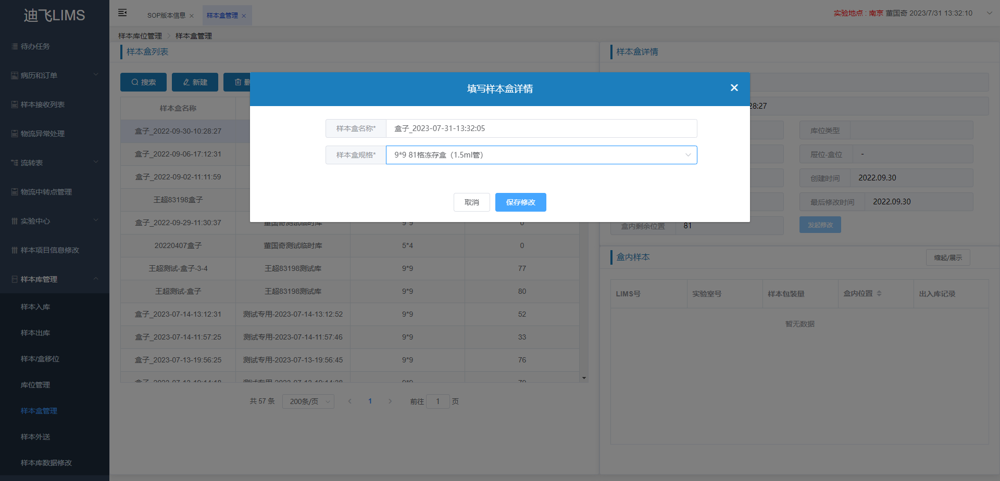 迪飞LIMS
待办任务
病历和订单
样本接收列表
物流异常处理
流转表
物流中转点管理
实验中心
样本项目信息修改
样本库管理
样本入库
样本出库
样本/盒移位
库位管理
样本盒管理
样本外送
样本库数据修改
SOP版本信息 ×
样本盒管理 ×
实验地点 : 南京 董国奇 2023/7/31 13:32:10
样本库位管理 > 样本盒管理
样本盒列表
搜索 新建
样本盒名称
盒子_2022-09-30-10:28:27
盒子_2022-09-06-17:12:31
盒子_2022-09-02-11:11:59
王超83198盒子
盒子_2022-09-29-11:30:37 董国奇测试临时库 9*9 0
20220407盒子 董国奇测试临时库 5*4 0
王超测试-盒子-3-4 王超83198测试库 9*9 77
王超测试-盒子 王超83198测试库 9*9 80
盒子_2023-07-14-13:12:31 测试专用-2023-07-14-13:12:52 9*9 52
盒子_2023-07-14-11:57:25 测试专用-2023-07-14-11:57:46 9*9 33
盒子_2023-07-13-19:56:25 测试专用-2023-07-13-19:56:45 9*9 76
共 57 条 200条/页 < 1 > 前往 1 页
填写样本盒详情
样本盒名称* 盒子_2023-07-31-13:32:05
样本盒规格* 9*9 81格冻存盒（1.5ml管）
取消 保存修改
样本盒详情
28:27
库位类型
屉位-盒位 -
创建时间 2022.09.30
最后修改时间 2022.09.30
盒内剩余位置 81
发起修改
盒内样本 缩起/展示
LIMS号 实验室号 样本包装量 盒内位置 出入库记录
暂无数据